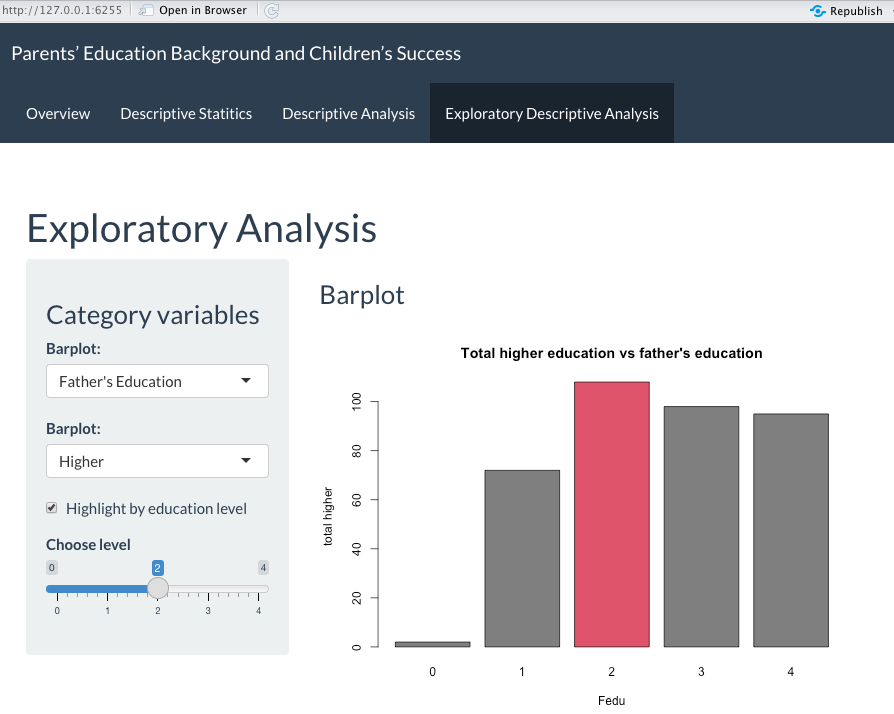 http://127.0.0.1:6255 Open in Browser Republish
Parents’ Education Background and Children’s Success
Overview Descriptive Statitics Descriptive Analysis Exploratory Descriptive Analysis
Exploratory Analysis
Category variables
Barplot:
Father's Education
Barplot:
Higher
Highlight by education level
Choose level
0 2 4
0 1 2 3 4
Barplot
Total higher education vs father's education
total higher
100
80
60
40
20
0
0 1 2 3 4
Fedu